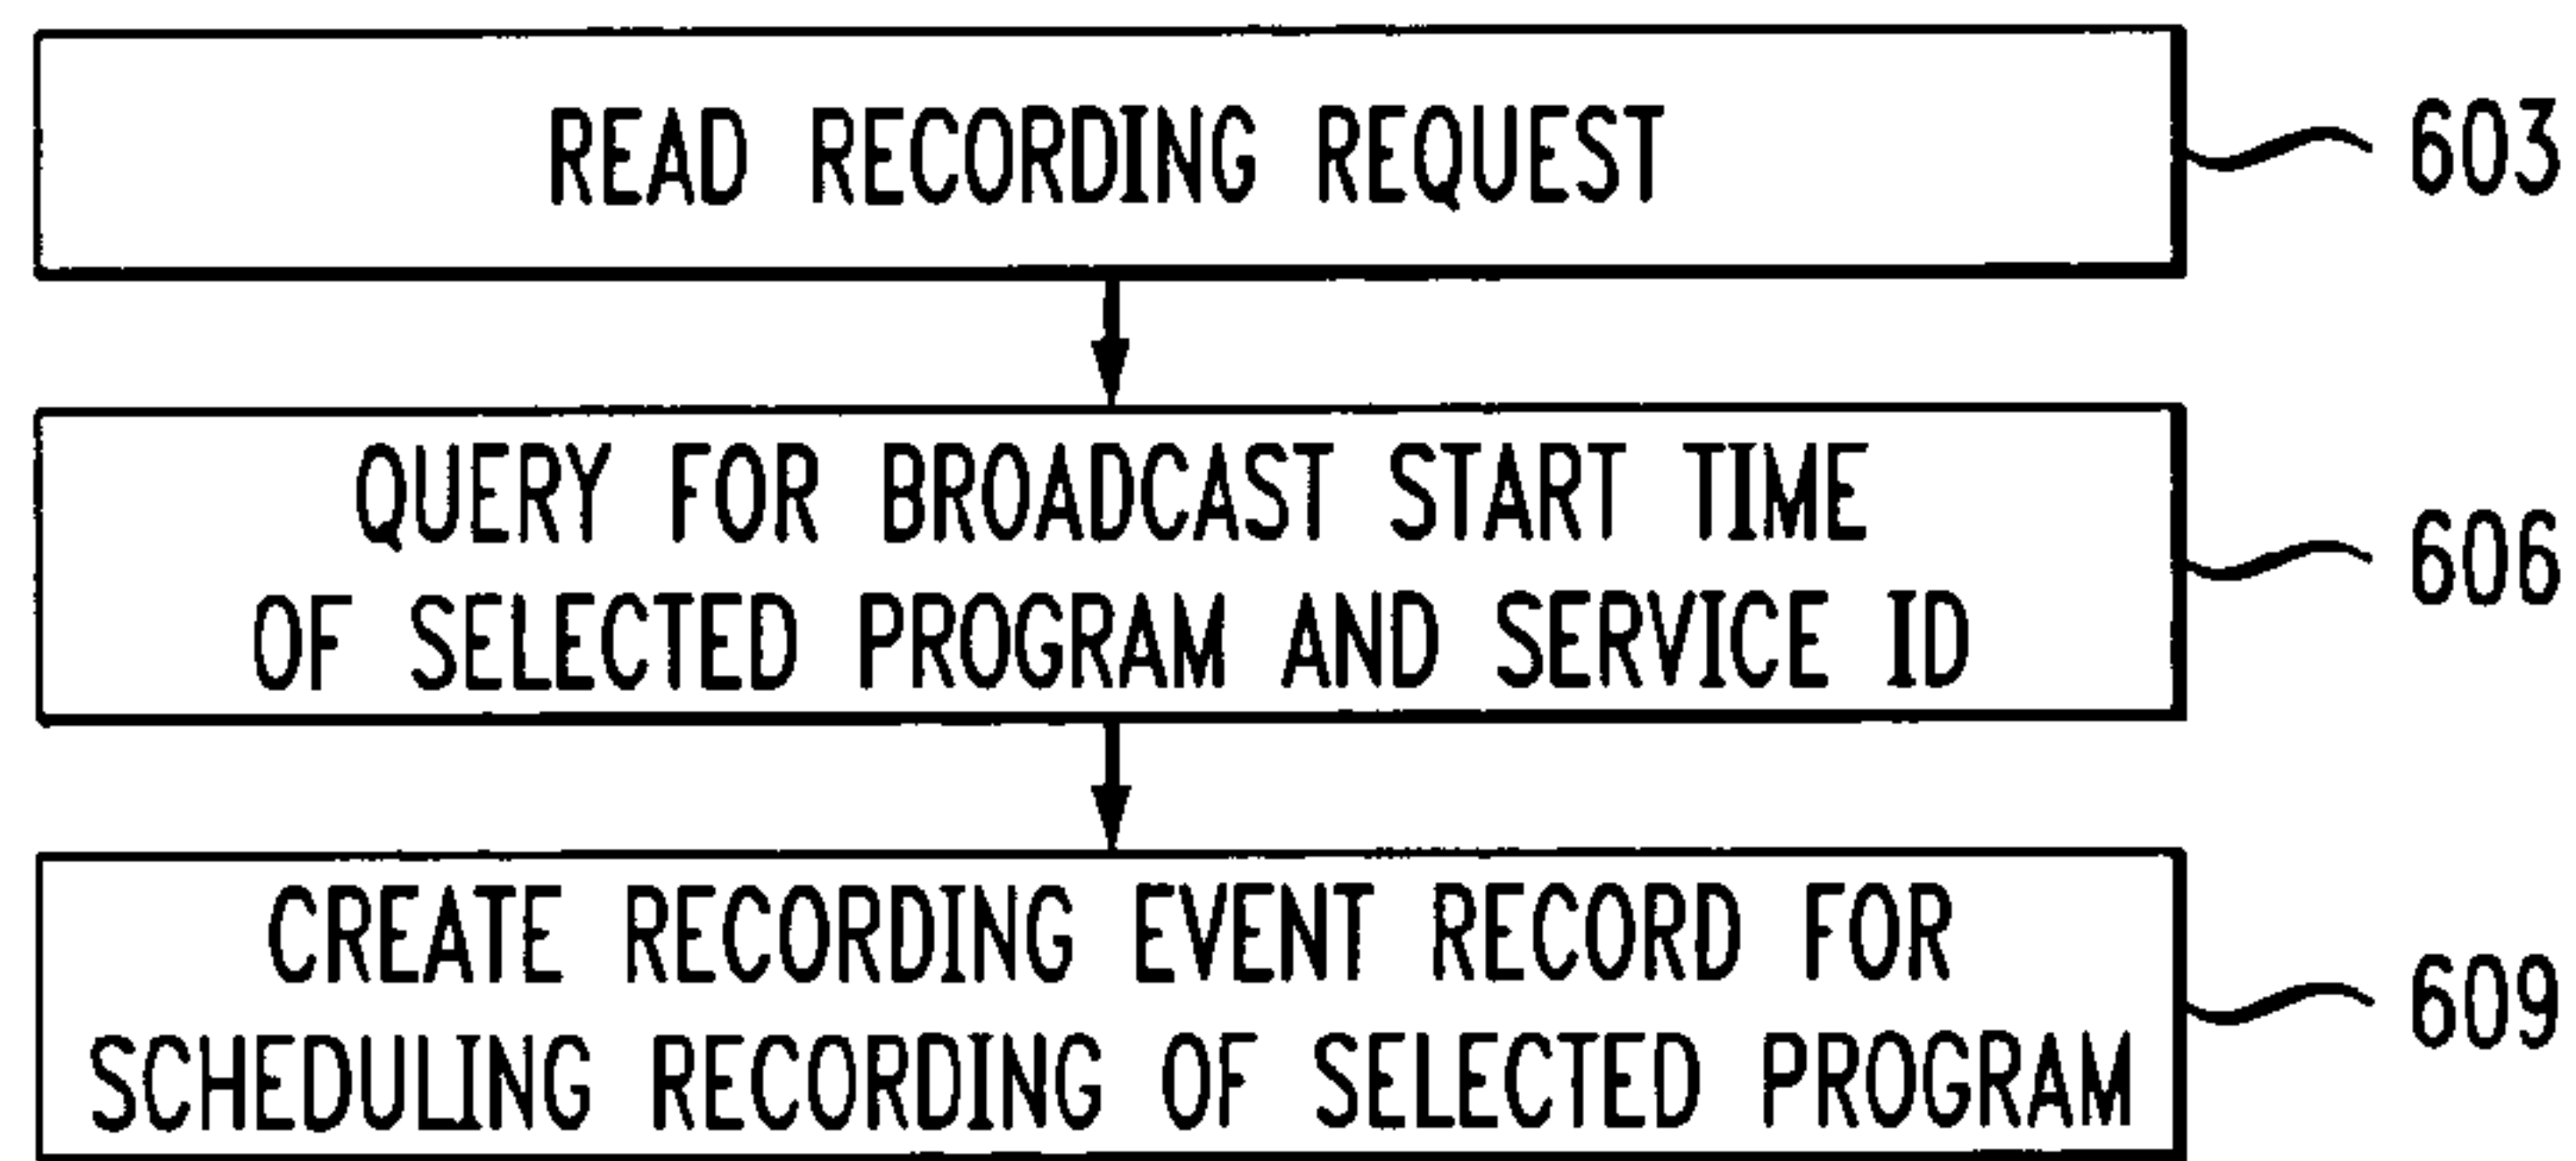 READ RECORDING REQUEST
603
QUERY FOR BROADCAST START TIME
OF SELECTED PROGRAM AND SERVICE ID
606
CREATE RECORDING EVENT RECORD FOR
SCHEDULING RECORDING OF SELECTED PROGRAM
609